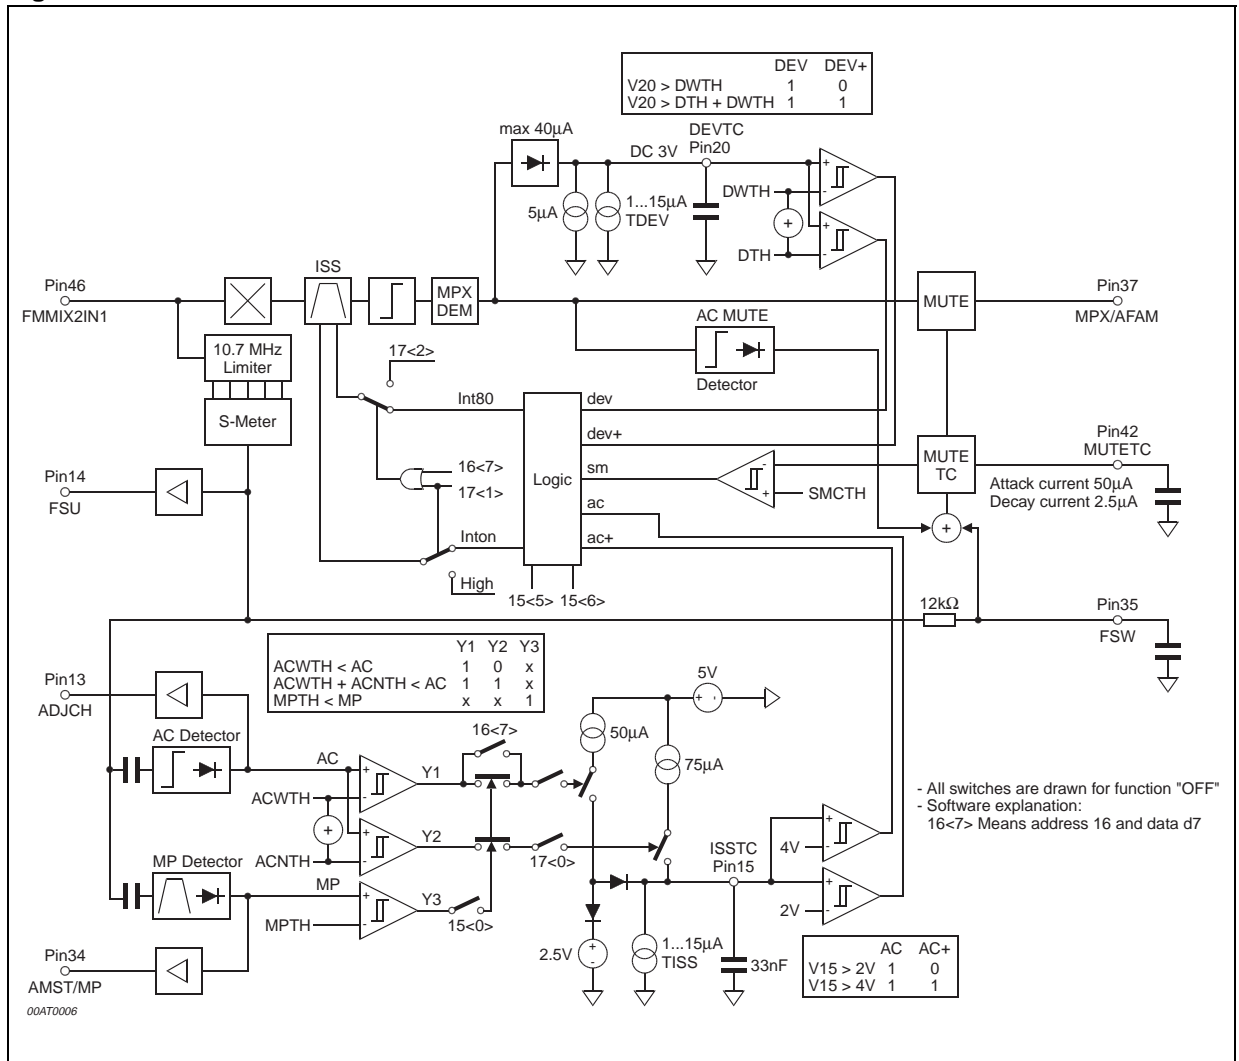 DEV DEV+
V20 > DWTH 1 0
V20 > DTH + DWTH 1 1
max 40µA
DEVTC
Pin20
DC 3V
5µA
1...15µA
TDEV
DWTH
+
-
+
DTH
+
-
ISS
Pin46
FMMIX2IN1
MPX
DEM
MUTE
Pin37
MPX/AFAM
AC MUTE
Detector
10.7 MHz
Limiter
S-Meter
17<2>
Int80
dev
dev+
sm
ac
ac+
Logic
16<7>
17<1>
Inton
High
15<5> 15<6>
-
+
SMCTH
MUTE
TC
+
Pin42
MUTETC
Attack current 50µA
Decay current 2.5µA
Pin14
FSU
12kΩ
Pin35
FSW
Y1 Y2 Y3
ACWTH < AC 1 0 x
ACWTH + ACNTH < AC 1 1 x
MPTH < MP x x 1
Pin13
ADJCH
AC Detector
AC
+
-
Y1
ACWTH
+
ACNTH
+
-
Y2
MP Detector
MP
+
-
Y3
MPTH
15<0>
16<7>
17<0>
Pin34
AMST/MP
5V
+ -
50µA
75µA
2.5V
+
-
1...15µA
TISS
ISSTC
Pin15
33nF
+
-
4V
+
-
2V
AC AC+
V15 > 2V 1 0
V15 > 4V 1 1
- All switches are drawn for function "OFF"
- Software explanation:
16<7> Means address 16 and data d7
00AT0006